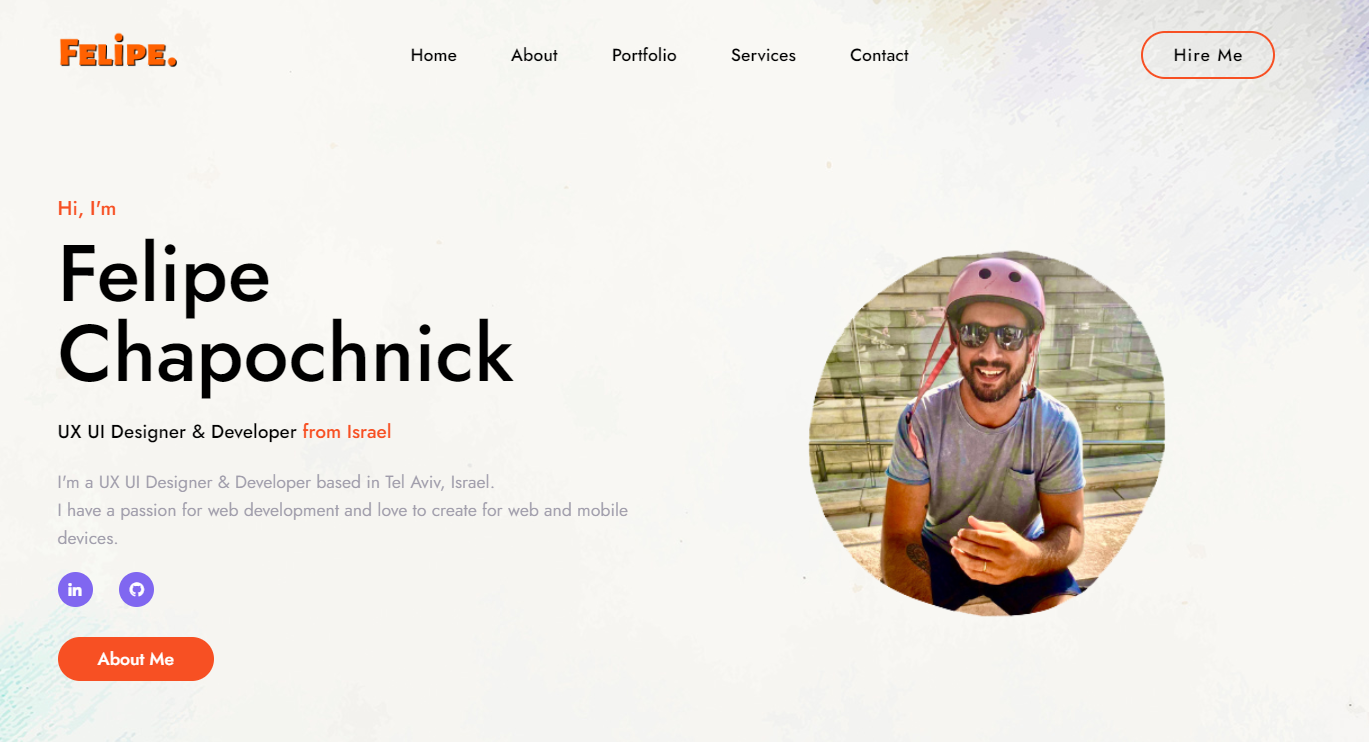 FELIPE.
Home About Portfolio Services Contact
Hire Me
Hi, I'm
Felipe
Chapochnick
UX UI Designer & Developer from Israel
I'm a UX UI Designer & Developer based in Tel Aviv, Israel.
I have a passion for web development and love to create for web and mobile
devices.
in
About Me